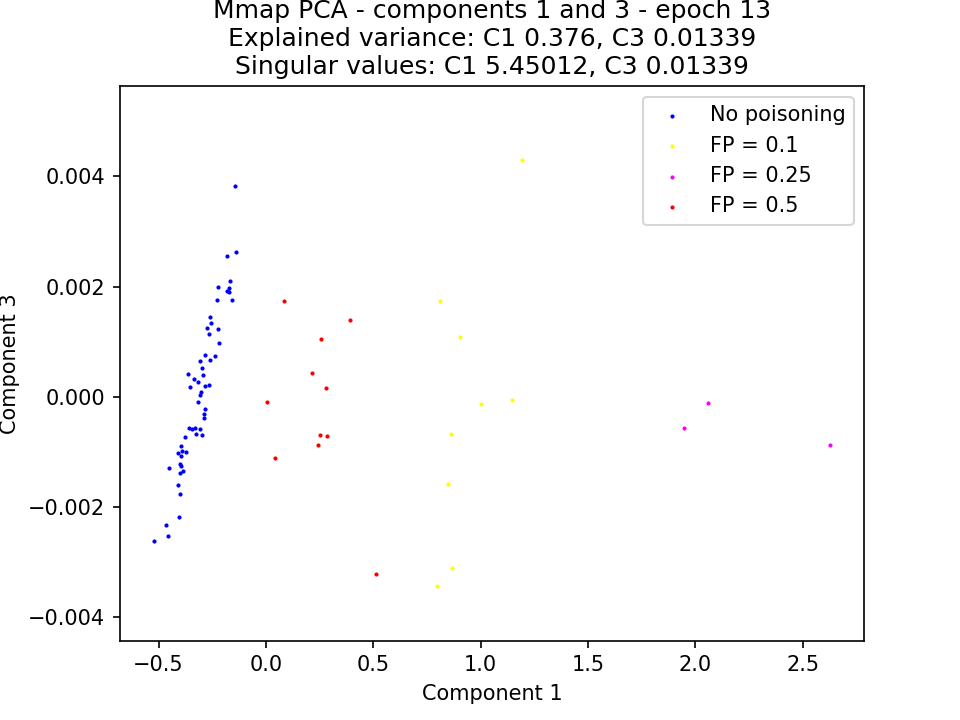 Mmap PCA - components 1 and 3 - epoch 13
Explained variance: C1 0.376, C3 0.01339
Singular values: C1 5.45012, C3 0.01339
No poisoning
FP = 0.1
FP = 0.25
FP = 0.5
0.004
0.002
0.000
−0.002
−0.004
Component 3
−0.5 0.0 0.5 1.0 1.5 2.0 2.5
Component 1